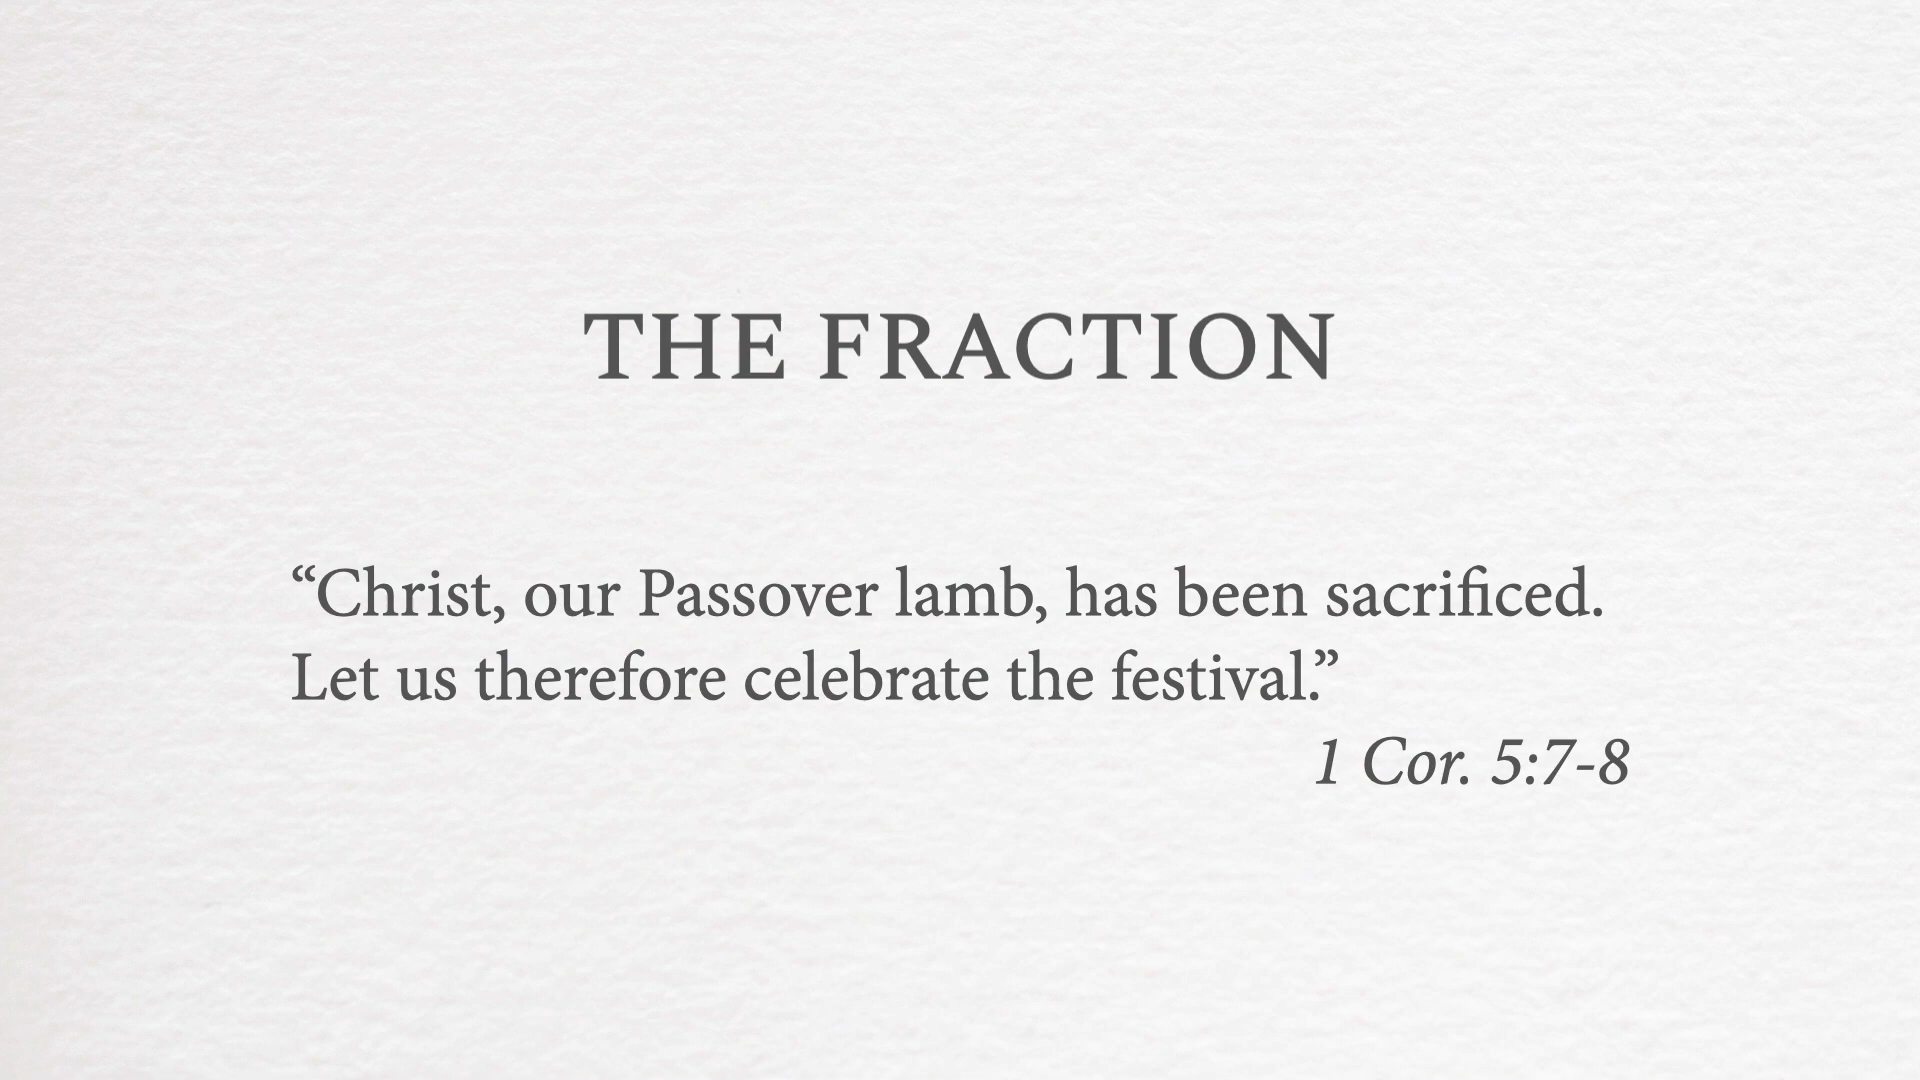 THE FRACTION
“Christ, our Passover lamb, has been sacrificed.
Let us therefore celebrate the festival.”
1 Cor. 5:7-8